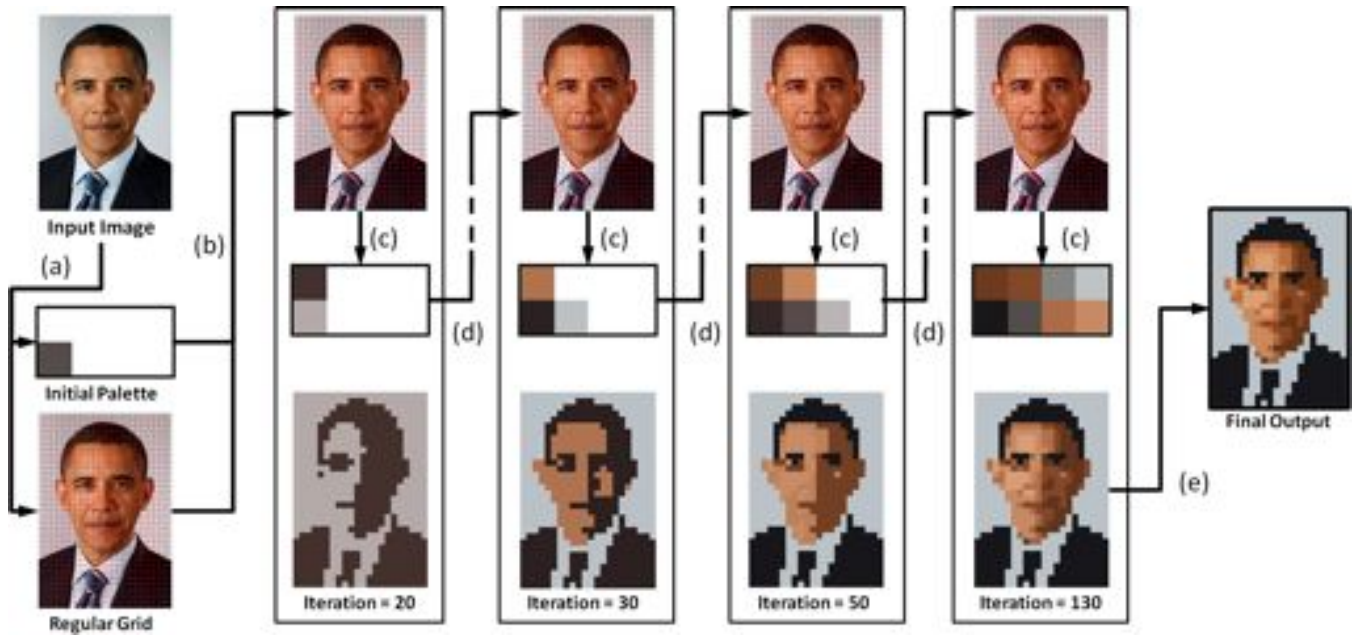 Input Image
(a)
(b)
Initial Palette
Regular Grid
(c)
(d)
Iteration = 20
(c)
(d)
Iteration = 30
(c)
(d)
Iteration = 50
(c)
Iteration = 130
(e)
Final Output